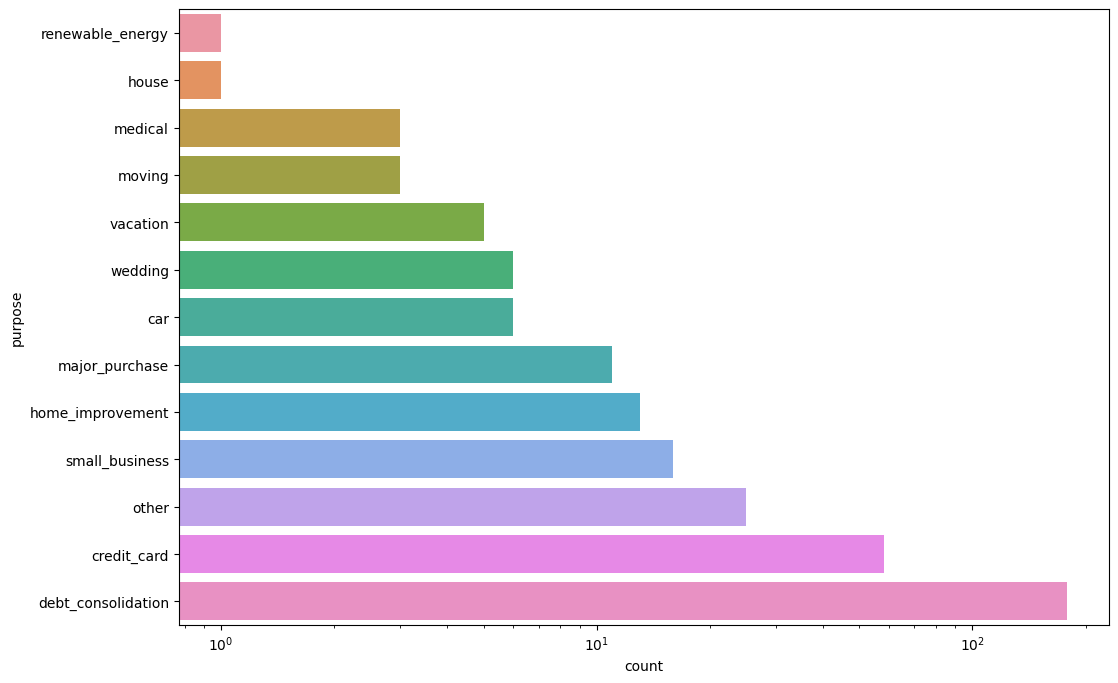 renewable_energy
house
medical
moving
vacation
wedding
car
major_purchase
home_improvement
small_business
other
credit_card
debt_consolidation
purpose
10⁰ 10¹ 10²
count